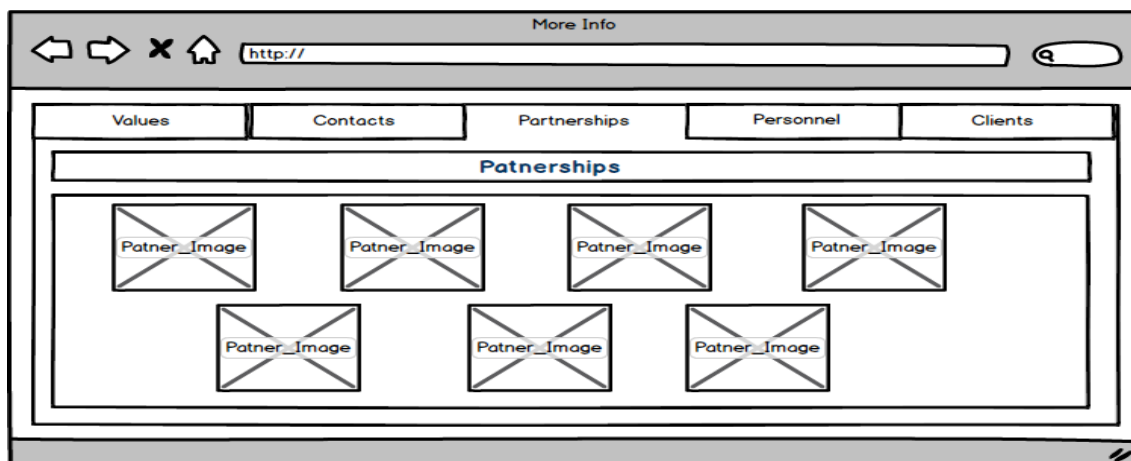 More Info
http://
Values Contacts Partnerships Personnel Clients
Patnerships
Patner_Image Patner_Image Patner_Image Patner_Image
Patner_Image Patner_Image Patner_Image